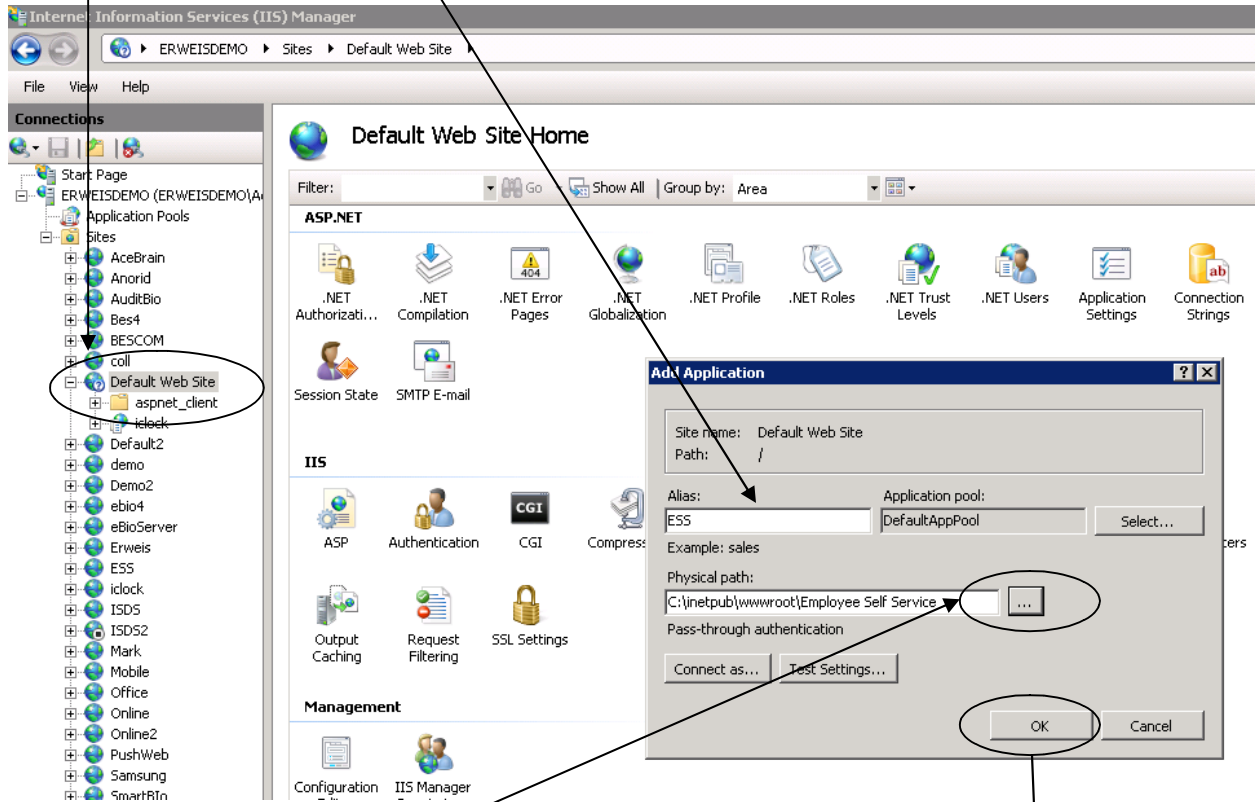 Internet Information Services (IIS) Manager
ERWEISDEMO Sites Default Web Site
File View Help
Connections
Start Page
ERWEISDEMO (ERWEISDEMO\A
Application Pools
Sites
AceBrain
Anorid
AuditBio
Bes4
BESCOM
coll
Default Web Site
aspnet_client
iclock
Default2
demo
Demo2
ebio4
eBioServer
Erweis
ESS
iclock
ISDS
ISDS2
Mark
Mobile
Office
Online
Online2
PushWeb
Samsung
SmartBIo
Default Web Site Home
Filter: Go Show All Group by: Area
ASP.NET
.NET Authorizati...
.NET Compilation
.NET Error Pages
.NET Globalization
.NET Profile
.NET Roles
.NET Trust Levels
.NET Users
Application Settings
Connection Strings
ab
404
Session State
SMTP E-mail
IIS
ASP
Authentication
CGI
CGI
Compress
ers
Output Caching
Request Filtering
SSL Settings
Management
Configuration
IIS Manager
Add Application
?
Site name: Default Web Site
Path: /
Alias:
Application pool:
ESS
DefaultAppPool
Select...
Example: sales
Physical path:
C:\inetpub\wwwroot\Employee Self Service
...
Pass-through authentication
Connect as...
Test Settings...
OK
Cancel